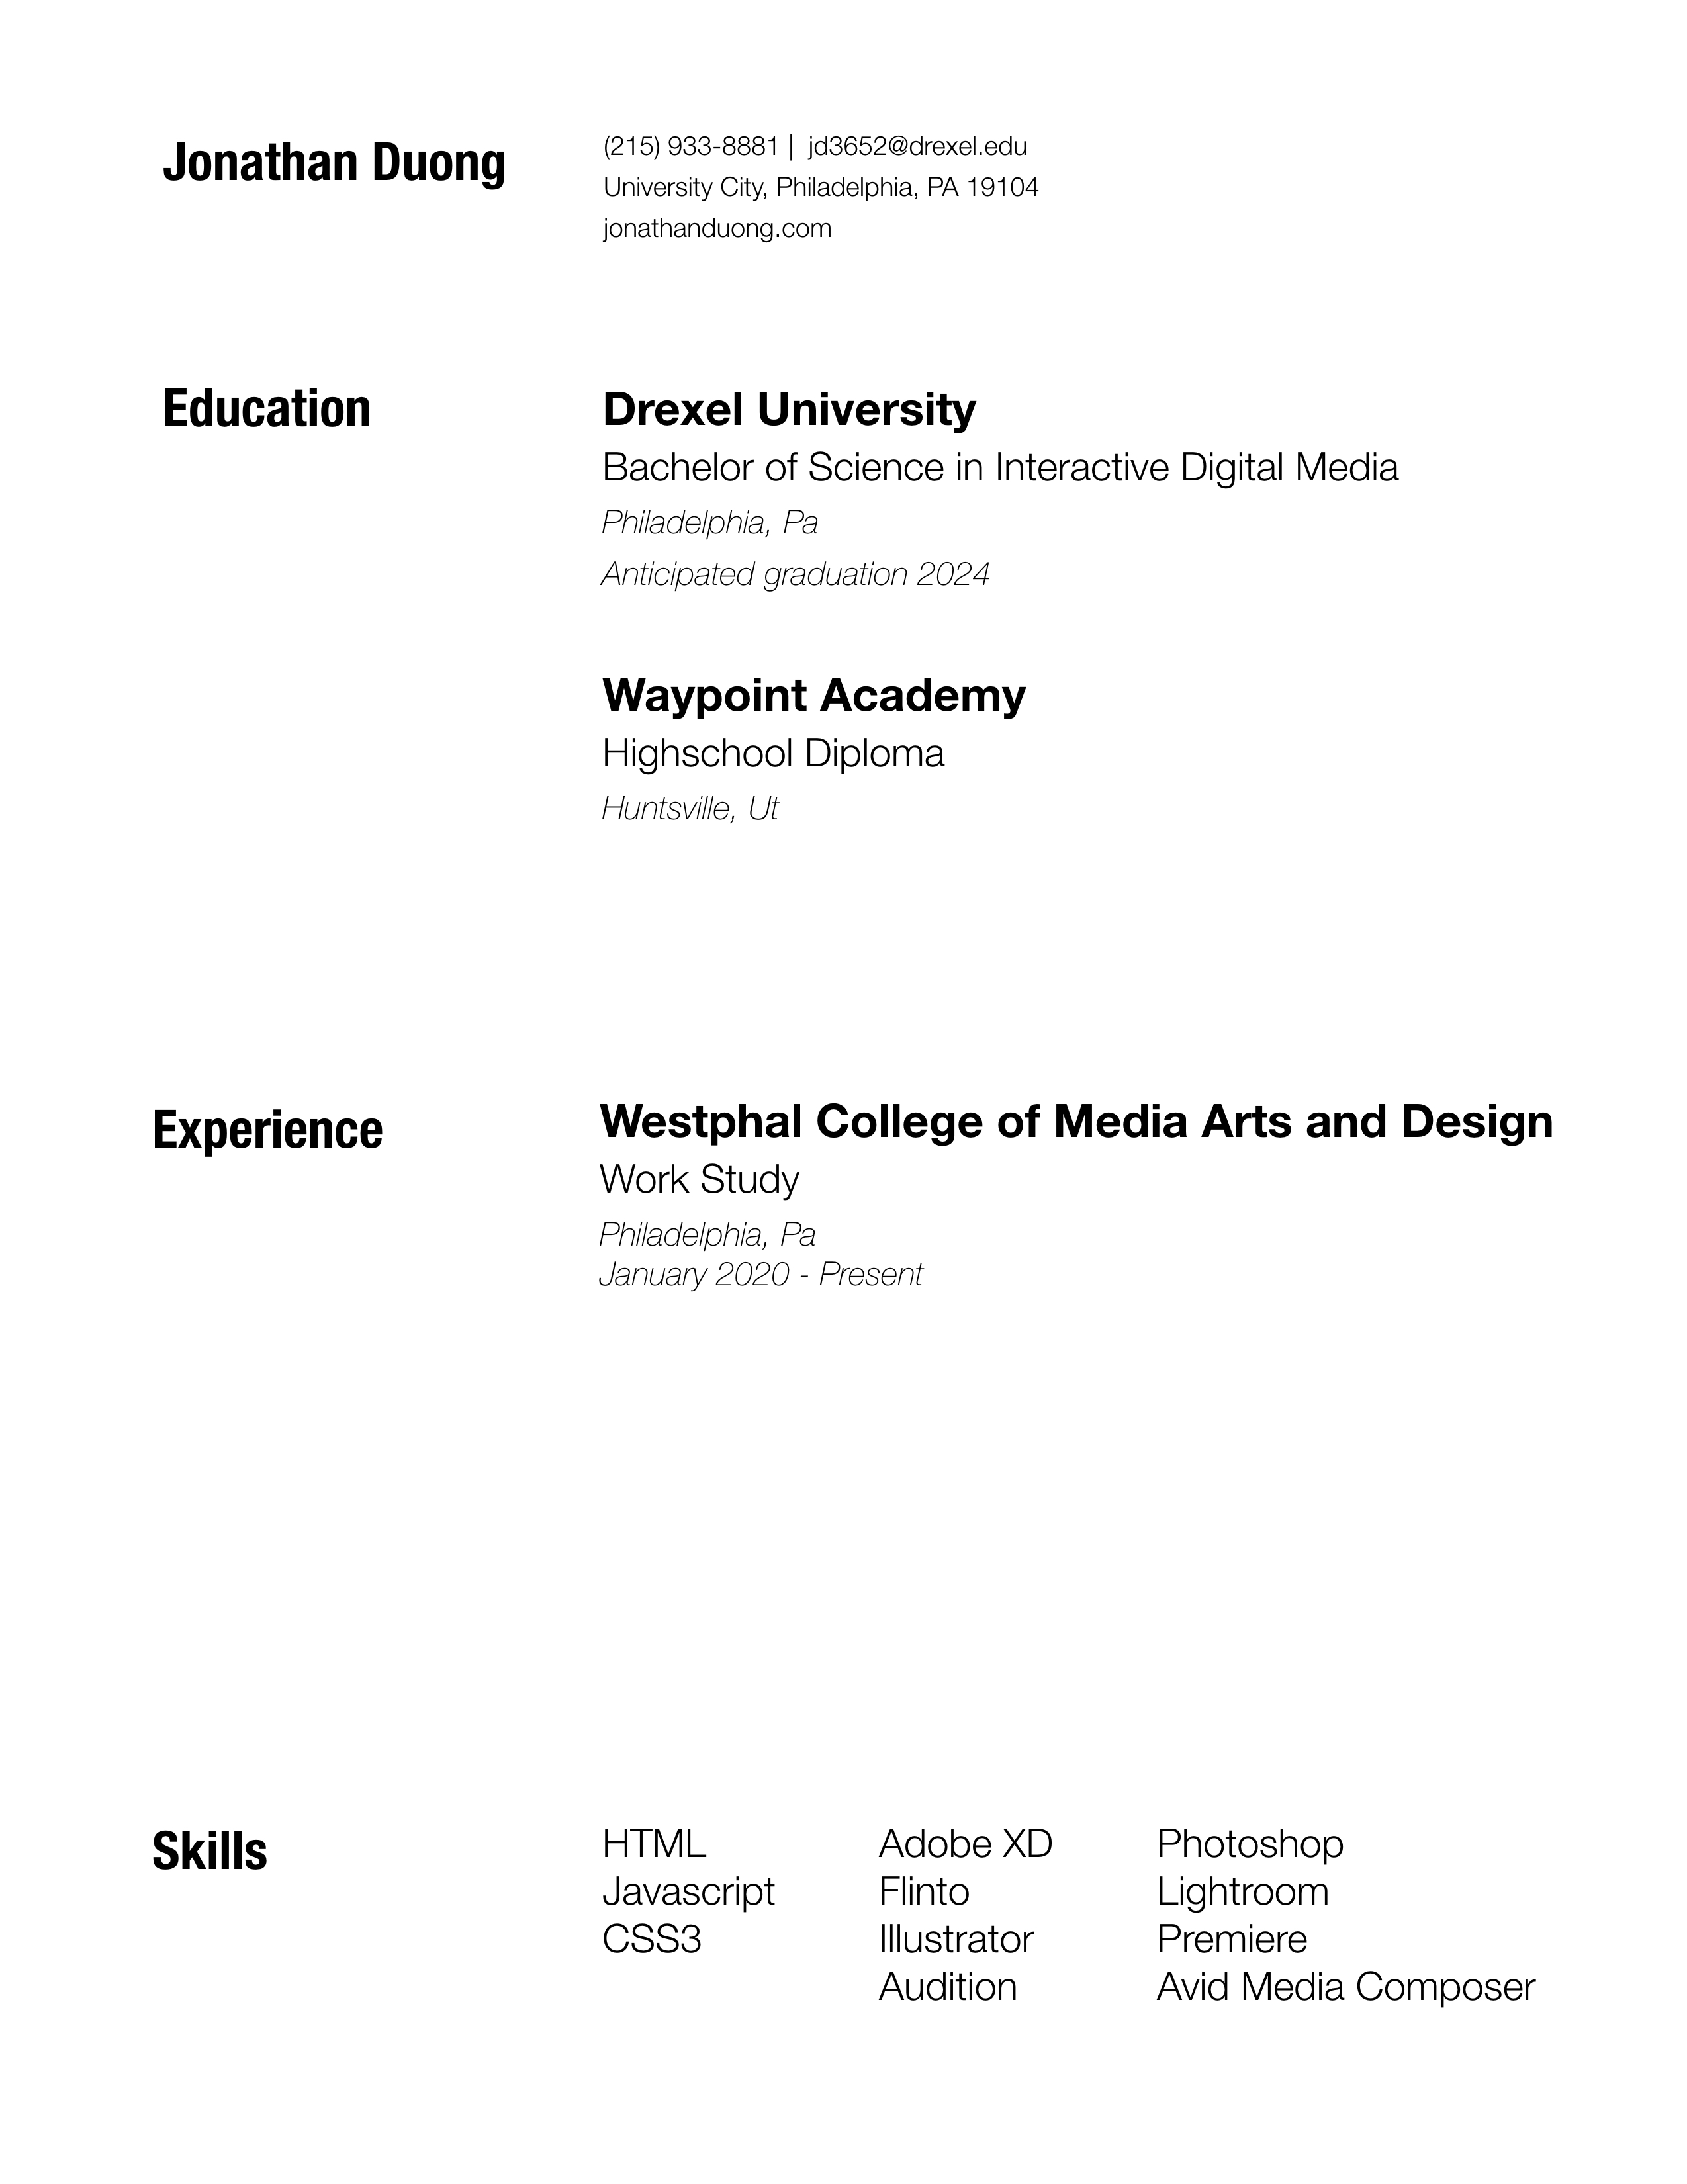 Jonathan Duong
(215) 933-8881 | jd3652@drexel.edu
University City, Philadelphia, PA 19104
jonathanduong.com
Education
Drexel University
Bachelor of Science in Interactive Digital Media
Philadelphia, Pa
Anticipated graduation 2024
Waypoint Academy
Highschool Diploma
Huntsville, Ut
Experience
Westphal College of Media Arts and Design
Work Study
Philadelphia, Pa
January 2020 - Present
Skills
HTML
Javascript
CSS3
Adobe XD
Flinto
Illustrator
Audition
Photoshop
Lightroom
Premiere
Avid Media Composer